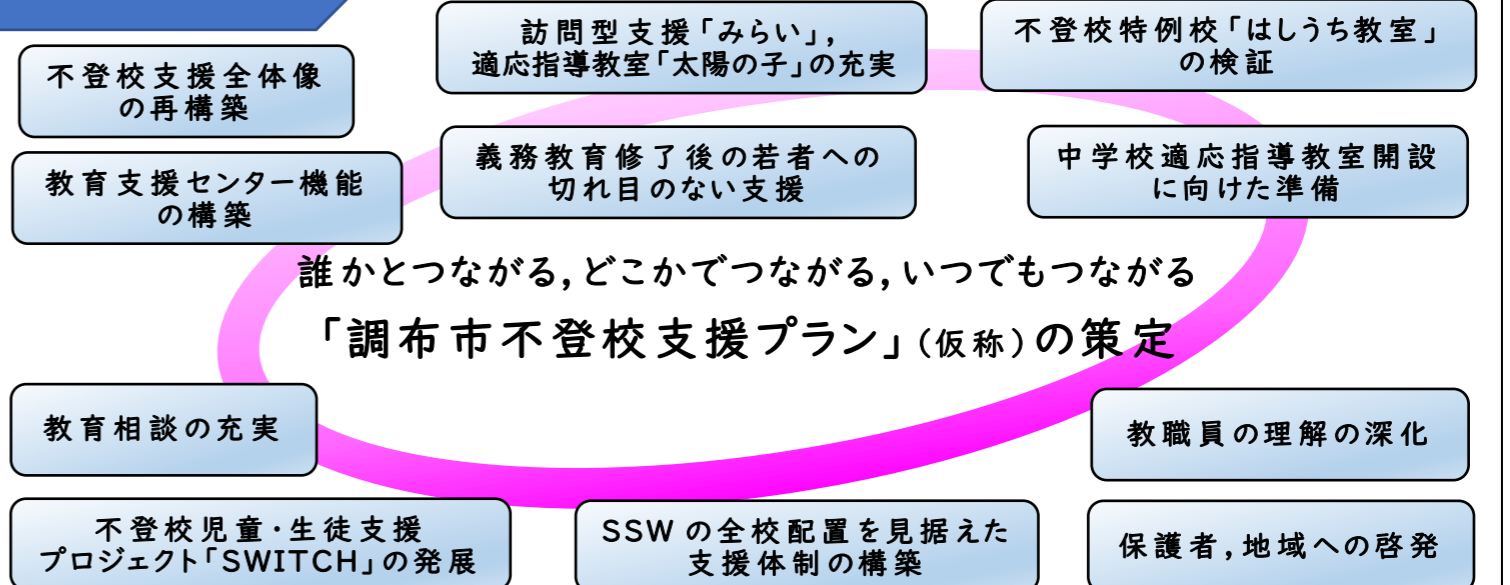 訪問型支援「みらい」,
適応指導教室「太陽の子」の充実
不登校特例校「はしうち教室」
の検証
不登校支援全体像
の再構築
義務教育修了後の若者への
切れ目のない支援
中学校適応指導教室開設
に向けた準備
教育支援センター機能
の構築
誰かとつながる,どこかでつながる,いつでもつながる
「調布市不登校支援プラン」(仮称)の策定
教育相談の充実
教職員の理解の深化
不登校児童・生徒支援
プロジェクト「SWITCH」の発展
SSWの全校配置を見据えた
支援体制の構築
保護者,地域への啓発